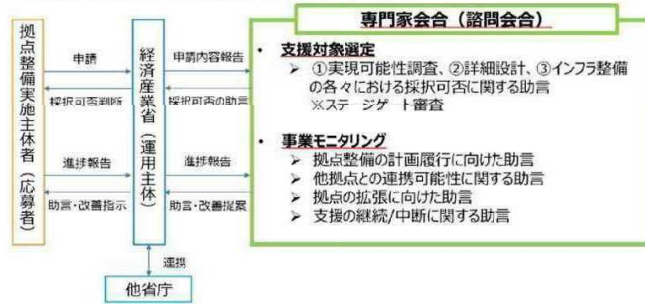 拠点整備実施主体者（応募者）
申請
採択可否判断
進捗報告
助言・改善指示
経済産業省（運用主体）
申請内容報告
採択可否の助言
進捗報告
助言・改善提案
連携
他省庁
専門家会合（諮問会合）
・ 支援対象選定
➢ ①実現可能性調査、②詳細設計、③インフラ整備
の各々における採択可否に関する助言
※ステージゲート審査
・ 事業モニタリング
➢ 拠点整備の計画履行に向けた助言
➢ 他拠点との連携可能性に関する助言
➢ 拠点の拡張に向けた助言
➢ 支援の継続/中断に関する助言